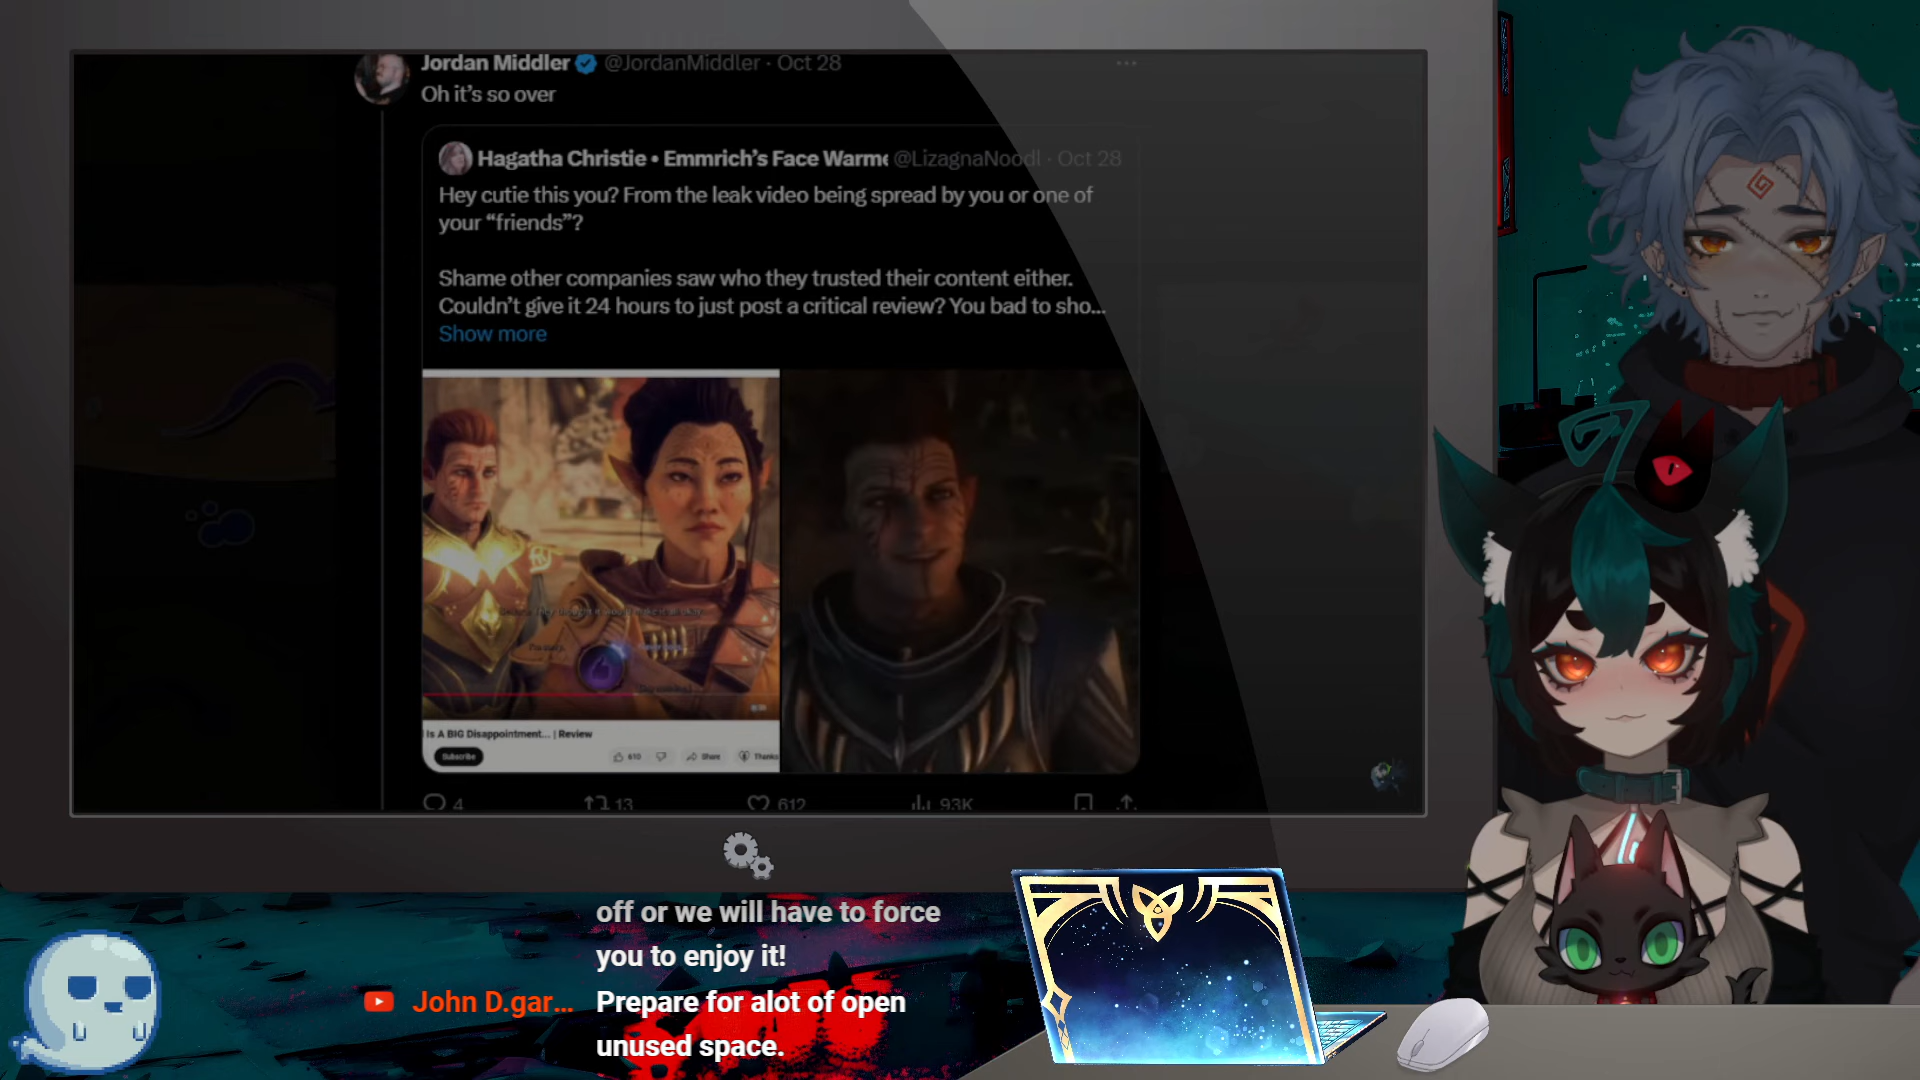 Jordan Middler @JordanMiddler · Oct 28
Oh it's so over
Hagatha Christie • Emmrich's Face Warme @LizagnaNoodl · Oct 28
Hey cutie this you? From the leak video being spread by you or one of
your “friends”?
Shame other companies saw who they trusted their content either.
Couldn't give it 24 hours to just post a critical review? You bad to sho...
Show more
Is A BIG Disappointment... | Review
Subscribe
610
Share
Thanks
4
13
612
93K
off or we will have to force
you to enjoy it!
John D.gar... Prepare for alot of open
unused space.